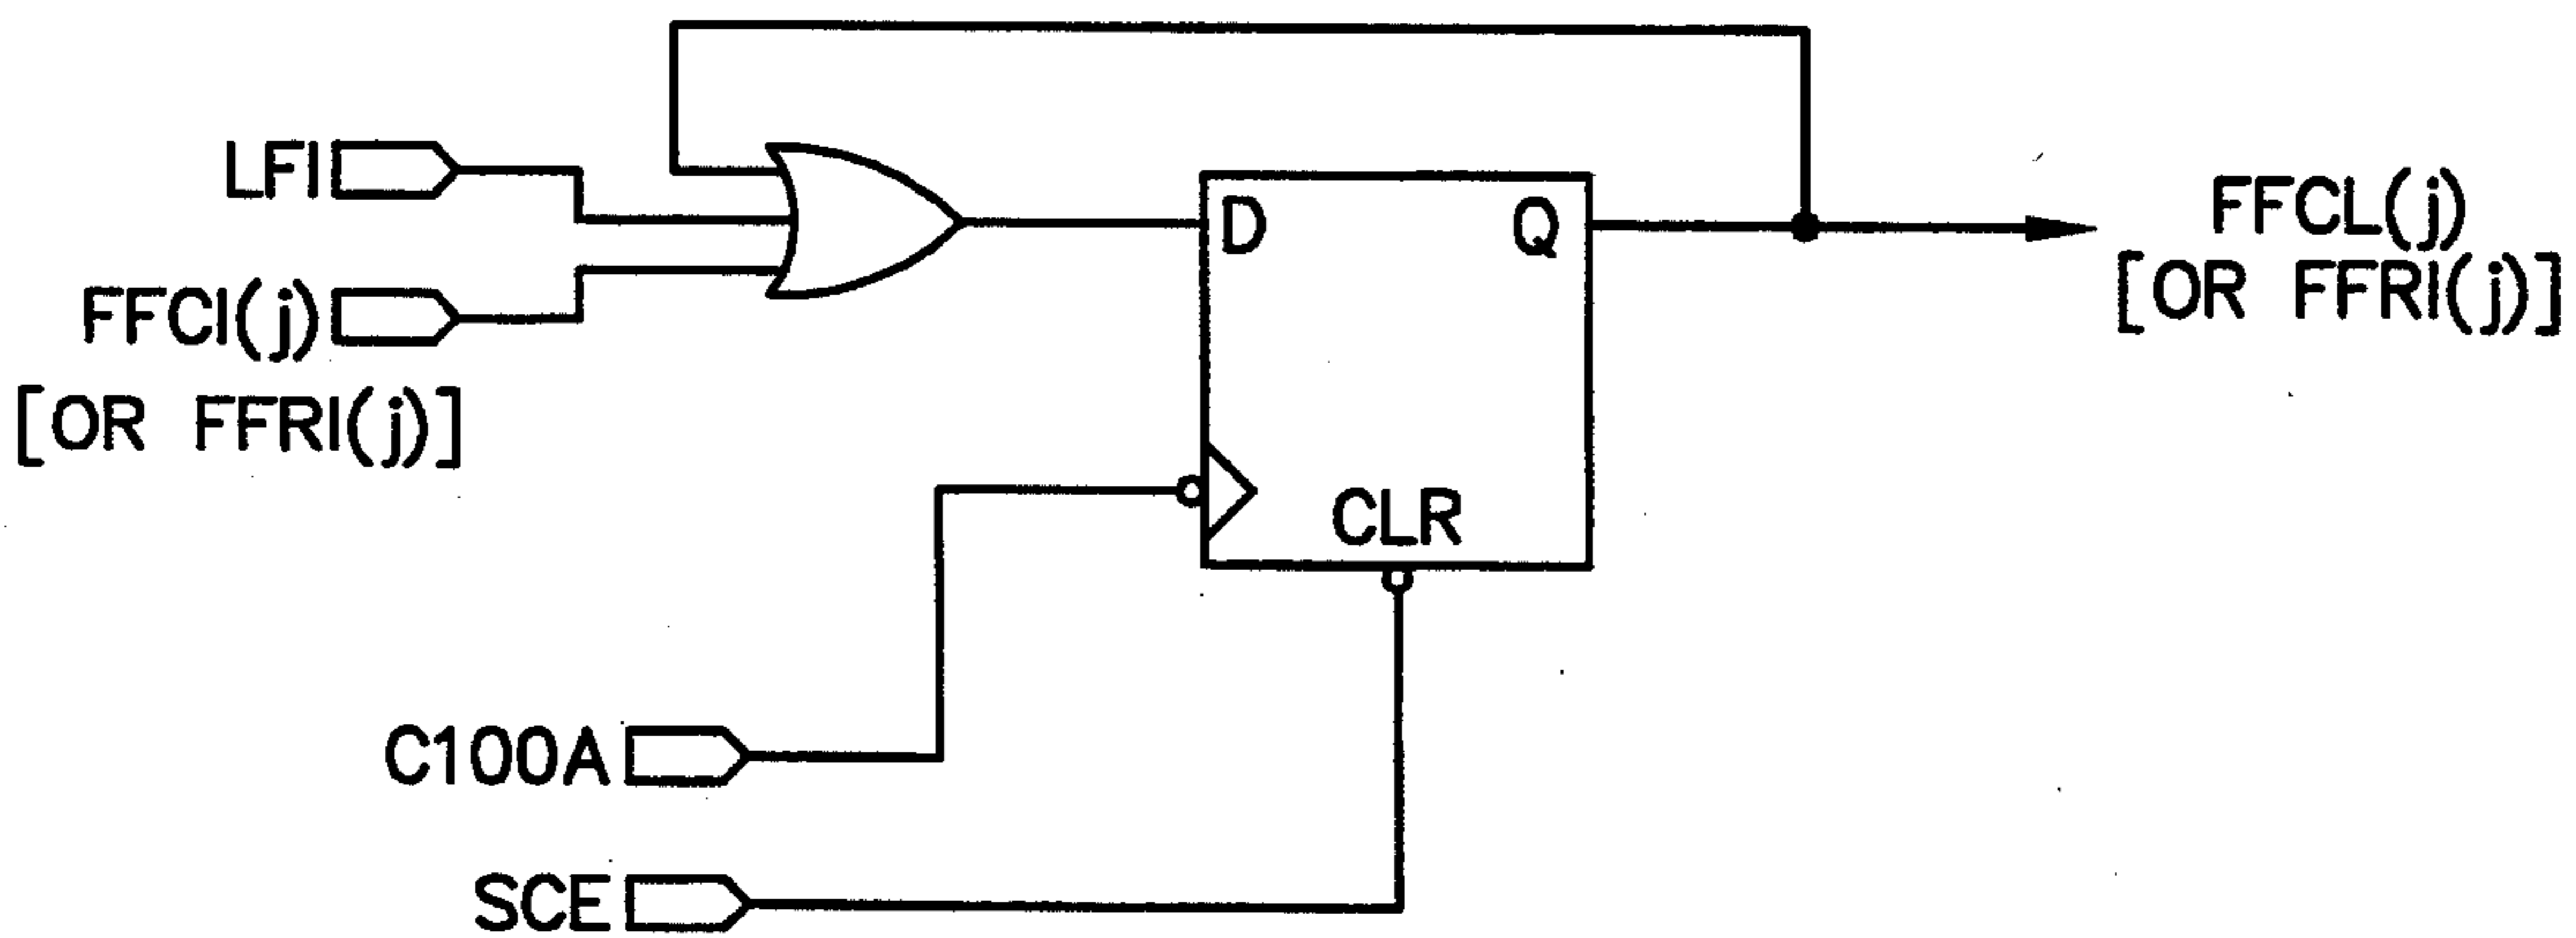 LFI
FFCI(j)
[OR FFRI(j)]
D
Q
CLR
FFCL(j)
[OR FFRI(j)]
C100A
SCE